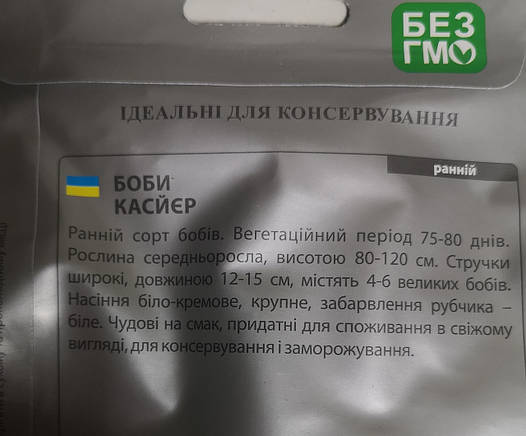 БЕЗ
ГМО
ІДЕАЛЬНІ ДЛЯ КОНСЕРВУВАННЯ
ранній
БОБИ
КАСЙЄР
Ранній сорт бобів. Вегетаційний період 75-80 днів.
Рослина середньоросла, висотою 80-120 см. Стручки
широкі, довжиною 12-15 см, містять 4-6 великих бобів.
Насіння біло-кремове, крупне, забарвлення рубчика –
біле. Чудові на смак, придатні для споживання в свіжому
вигляді, для консервування і заморожування.